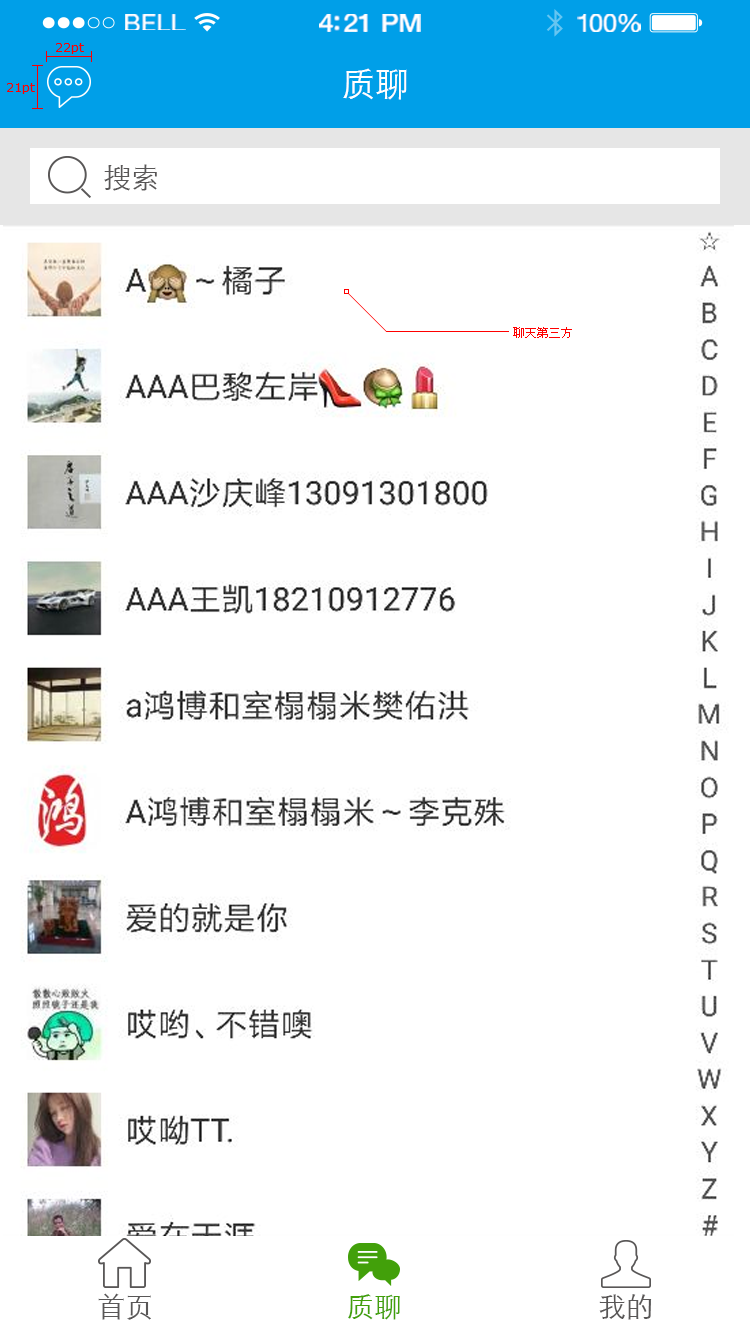 BELL 4:21 PM 100%
22pt
21pt
质聊
搜索
☆
A🙈~橘子
A
聊天第三方
B
C
AAA巴黎左岸👠👒💄
D
E
F
AAA沙庆峰13091301800
G
H
I
AAA王凯18210912776
J
K
L
a鸿博和室榻榻米樊佑洪
M
N
O
鸿
A鸿博和室榻榻米~李克殊
P
Q
R
爱的就是你
S
T
哎哟、不错噢
U
V
W
哎呦TT.
X
Y
Z
爱在天涯
#
首页
质聊
我的